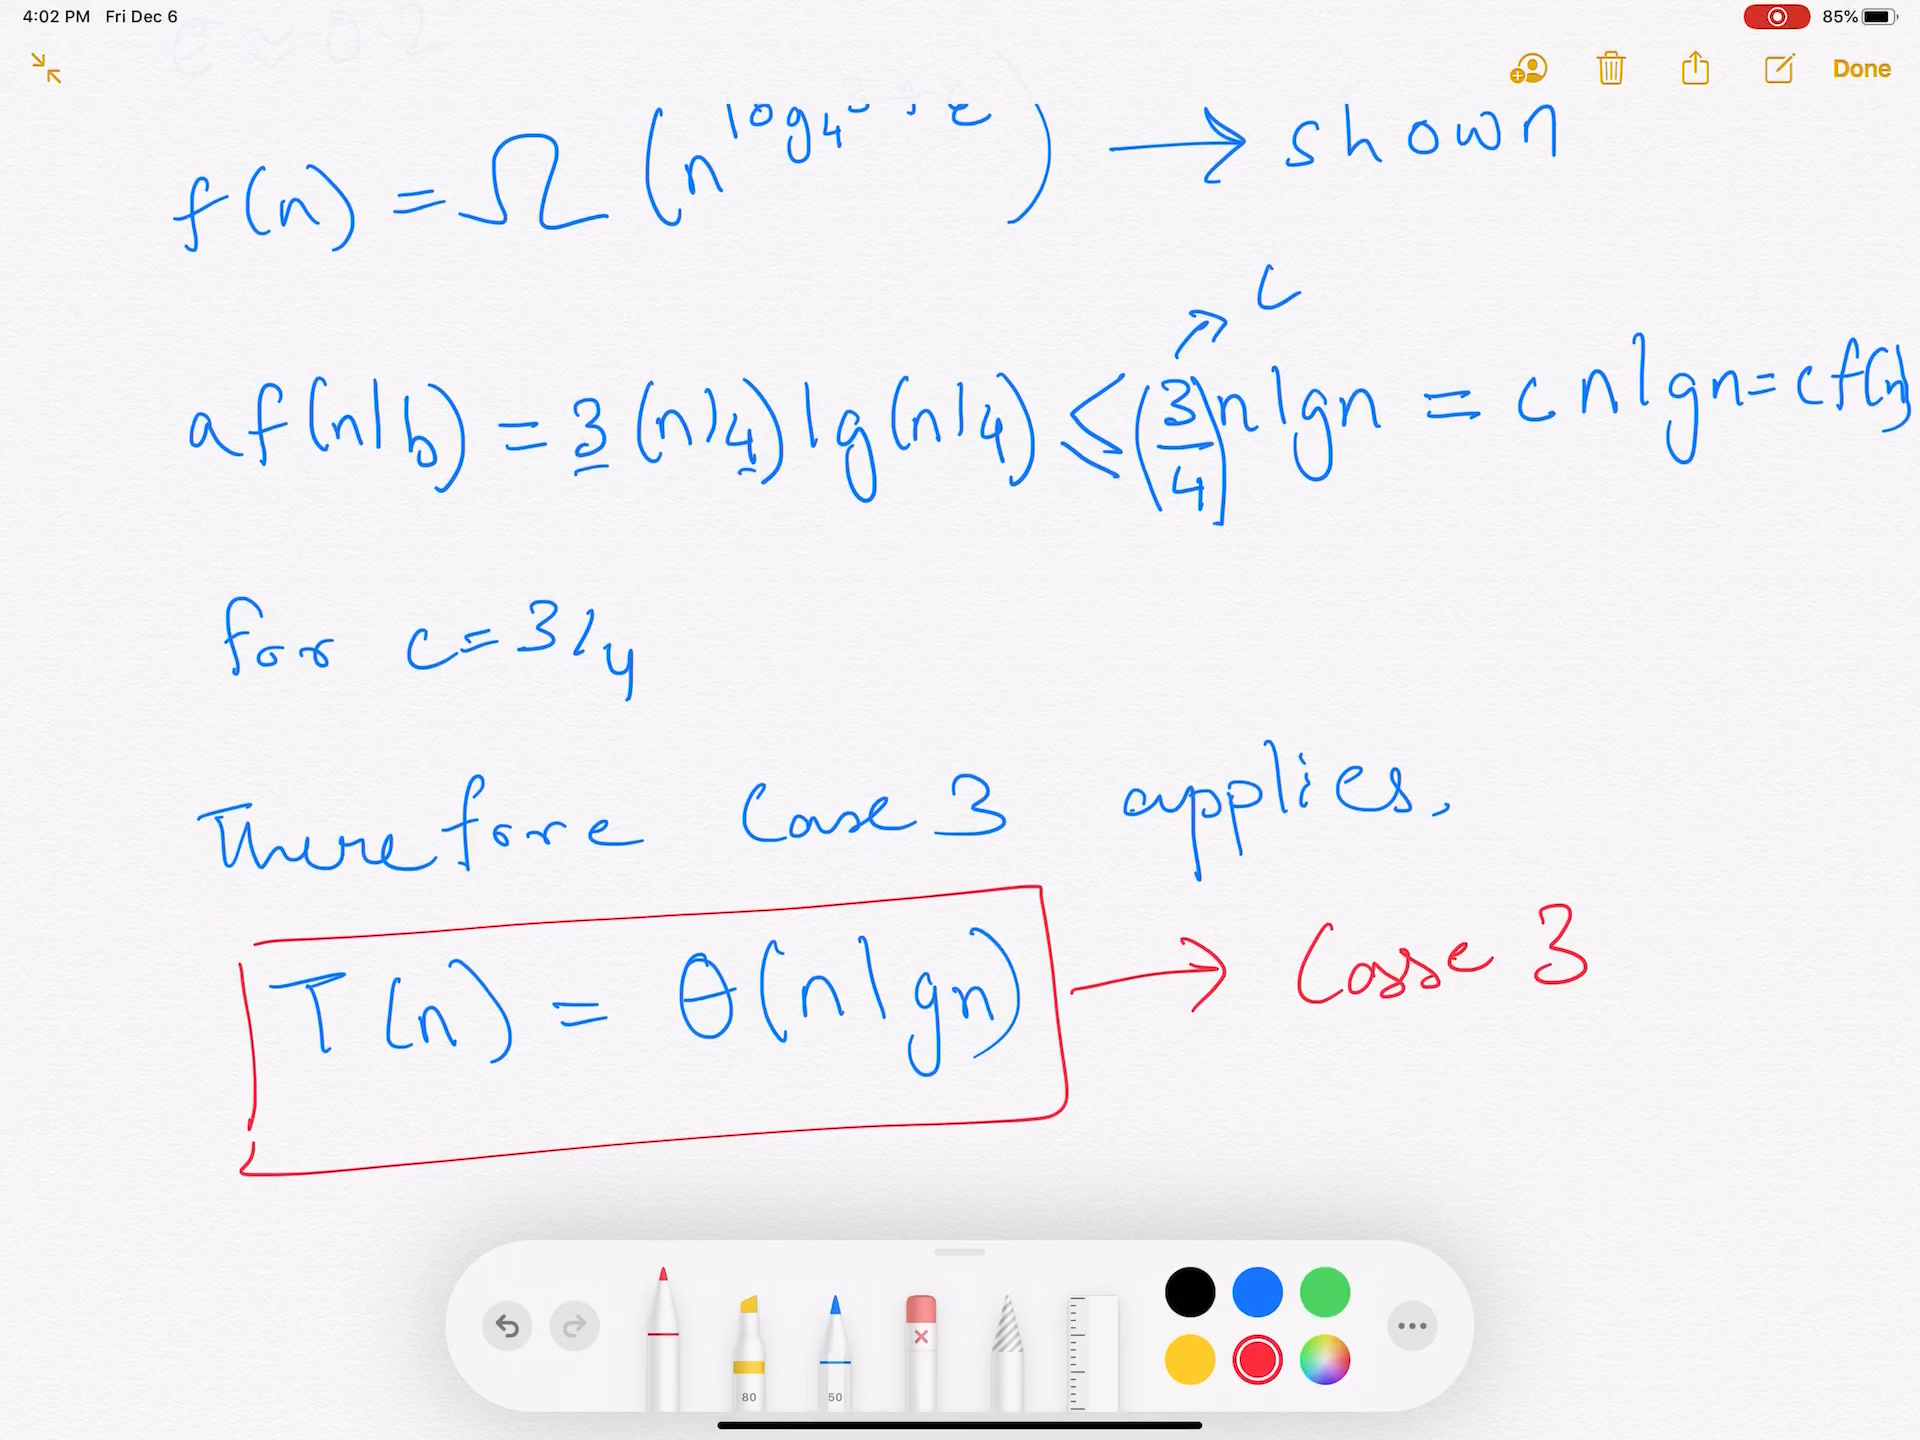 4:02 PM Fri Dec 6
85%
Done
f(n) = Ω (n^log₄3+ε) → shown
c
af(n/b) = 3(n/4) lg(n/4) ≤ (3/4) n lg n = c n lg n = c f(n)
for c = 3/4
Therefore Case 3 applies.
T(n) = θ(n lg n) → Case 3
80
50